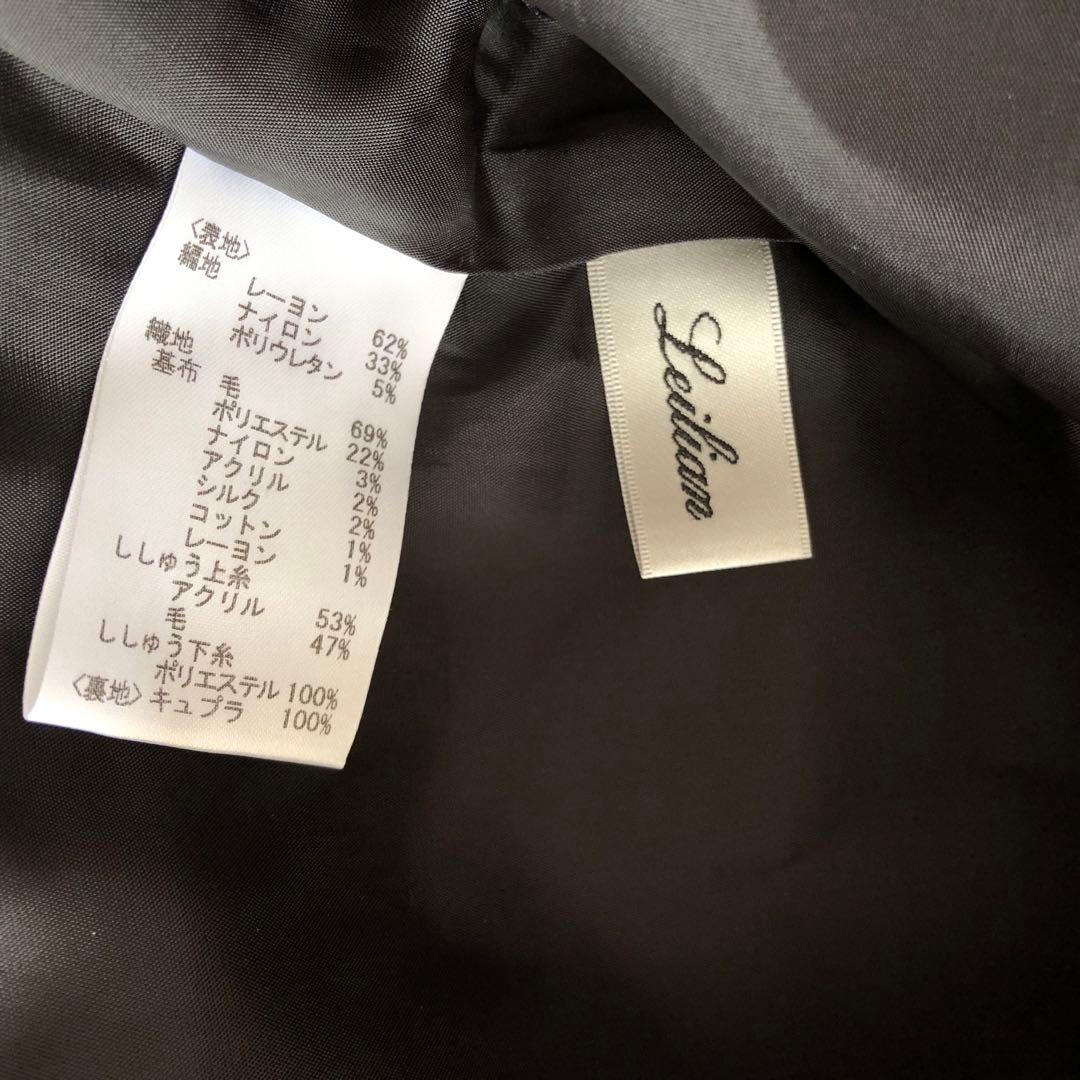 〈表地〉
編地
レーヨン 62%
ナイロン 33%
ポリウレタン 5%
織地
基布
毛 69%
ポリエステル 22%
ナイロン 3%
アクリル 2%
シルク 2%
コットン 1%
レーヨン 1%
ししゅう上糸
アクリル 53%
毛 47%
ししゅう下糸
ポリエステル 100%
〈裏地〉キュプラ 100%
Leilian